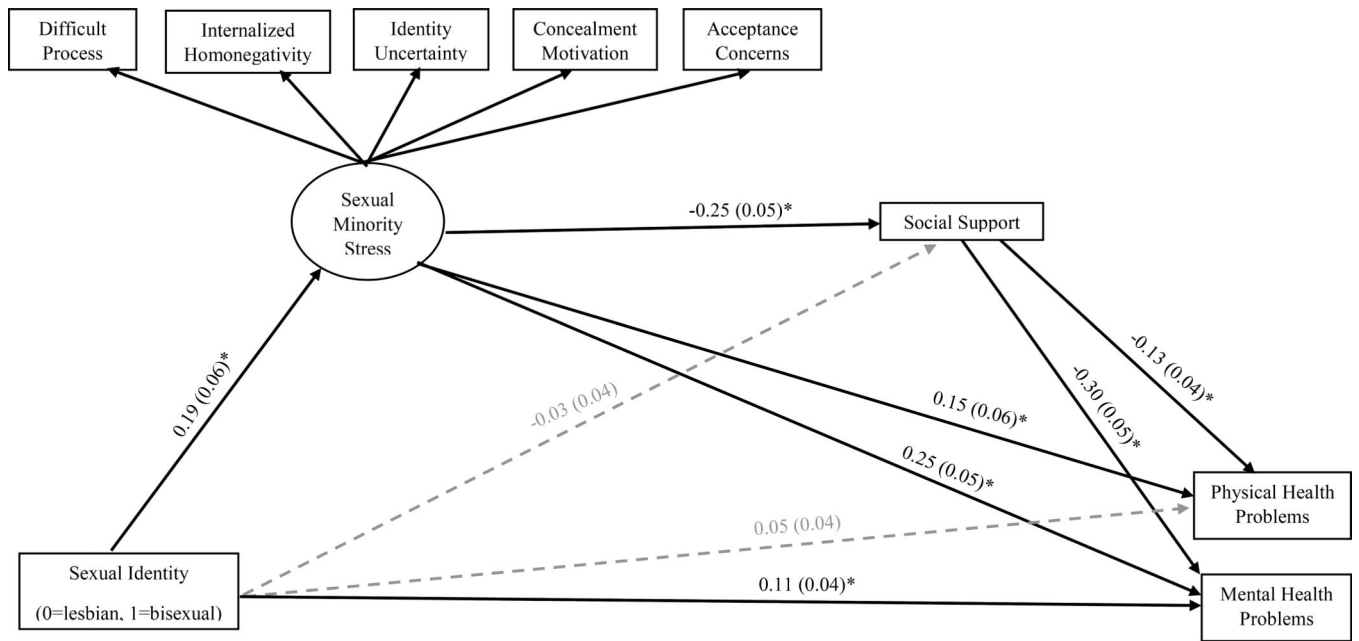 Difficult
Process
Internalized
Homonegativity
Identity
Uncertainty
Concealment
Motivation
Acceptance
Concerns
Sexual
Minority
Stress
-0.25 (0.05)*
Social Support
0.19 (0.06)*
-0.03 (0.04)
0.15 (0.06)*
0.25 (0.05)*
-0.13 (0.04)*
-0.30 (0.05)*
0.05 (0.04)
0.11 (0.04)*
Physical Health
Problems
Sexual Identity
(0=lesbian, 1=bisexual)
Mental Health
Problems